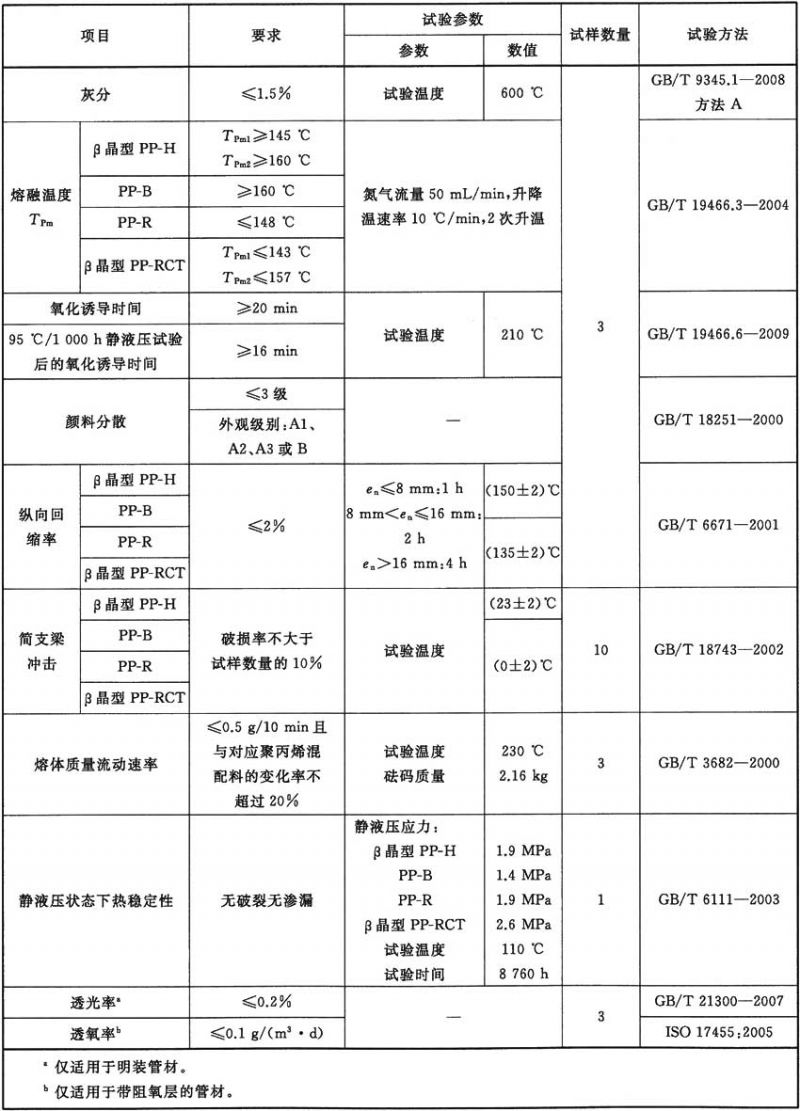 项目 要求 试验参数 试样数量 试验方法
参数 数值
灰分 ≤1.5% 试验温度 600 ℃ 3 GB/T 9345.1—2008
方法 A
熔融温度
T_Pm
β晶型 PP-H T_Pm1≥145 ℃
T_Pm2≥160 ℃
PP-B ≥160 ℃
PP-R ≤148 ℃
β晶型 PP-RCT T_Pm1≤143 ℃
T_Pm2≤157 ℃
氮气流量 50 mL/min,升降
温速率 10 ℃/min,2次升温
GB/T 19466.3—2004
氧化诱导时间 ≥20 min
95 ℃/1 000 h 静液压试验
后的氧化诱导时间
≥16 min
试验温度 210 ℃ GB/T 19466.6—2009
颜料分散 ≤3 级
外观级别:A1、
A2、A3 或 B
— GB/T 18251—2000
纵向回
缩率
β晶型 PP-H
PP-B
PP-R
β晶型 PP-RCT
≤2%
e_n≤8 mm:1 h
8 mm<e_n≤16 mm:
2 h
e_n>16 mm:4 h
(150±2)℃
(135±2)℃
GB/T 6671—2001
简支梁
冲击
β晶型 PP-H
PP-B
PP-R
β晶型 PP-RCT
破损率不大于
试样数量的10%
试验温度
(23±2)℃
(0±2)℃
10 GB/T 18743—2002
熔体质量流动速率
≤0.5 g/10 min且
与对应聚丙烯混
配料的变化率不
超过20%
试验温度 230 ℃
砝码质量 2.16 kg
3 GB/T 3682—2000
静液压状态下热稳定性 无破裂无渗漏
静液压应力:
β晶型 PP-H 1.9 MPa
PP-B 1.4 MPa
PP-R 1.9 MPa
β晶型 PP-RCT 2.6 MPa
试验温度 110 ℃
试验时间 8 760 h
1 GB/T 6111—2003
透光率ᵃ ≤0.2% — 3 GB/T 21300—2007
透氧率ᵇ ≤0.1 g/(m³・d) ISO 17455:2005
ᵃ 仅适用于明装管材。
ᵇ 仅适用于带阻氧层的管材。